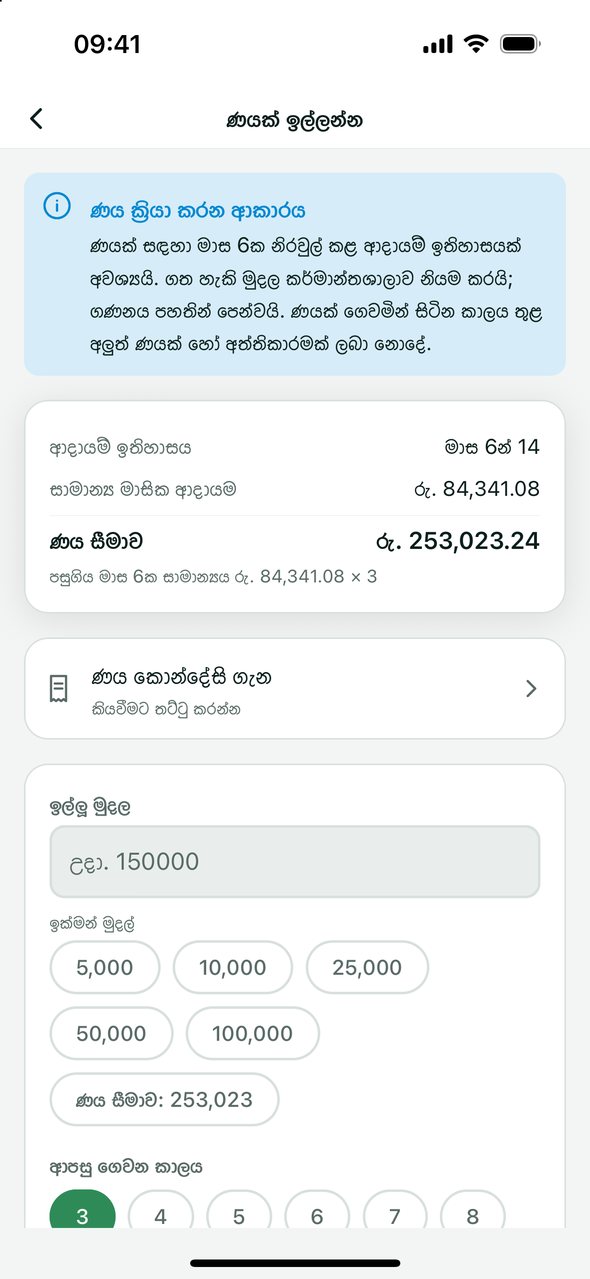 09:41
ණයක් ඉල්ලන්න
ණය ක්‍රියා කරන ආකාරය
ණයක් සඳහා මාස 6ක නිරවුල් කළ ආදායම් ඉතිහාසයක්
අවශ්‍යයි. ගත හැකි මුදල කර්මාන්තශාලාව නියම කරයි;
ගණනය පහතින් පෙන්වයි. ණයක් ගෙවමින් සිටින කාලය තුළ
අලුත් ණයක් හෝ අත්තිකාරමක් ලබා නොදේ.
ආදායම් ඉතිහාසය මාස 6න් 14
සාමාන්‍ය මාසික ආදායම රු. 84,341.08
ණය සීමාව රු. 253,023.24
පසුගිය මාස 6ක සාමාන්‍යය රු. 84,341.08 × 3
ණය කොන්දේසි ගැන
කියවීමට තට්ටු කරන්න
ඉල්ලූ මුදල
උදා. 150000
ඉක්මන් මුදල්
5,000 10,000 25,000
50,000 100,000
ණය සීමාව: 253,023
ආපසු ගෙවන කාලය
3 4 5 6 7 8